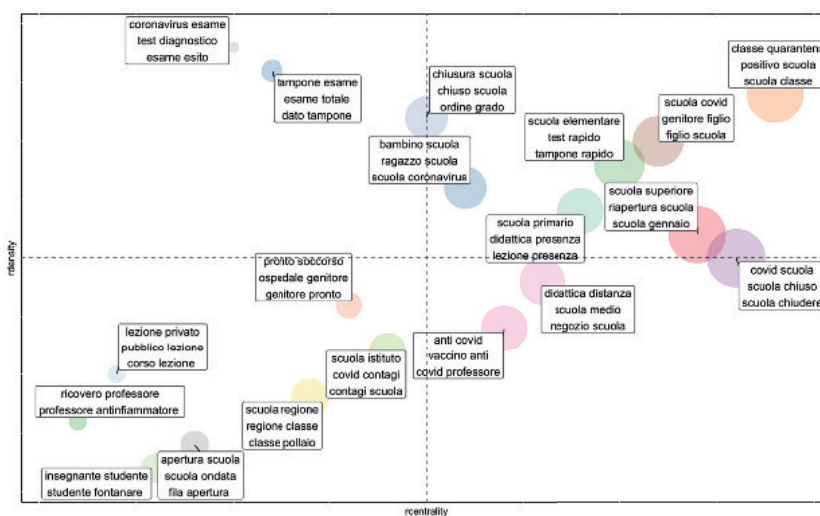 coronavirus esame
test diagnostico
esame esito
tampone esame
esame totale
dato tampone
chiusura scuola
chiuso scuola
ordine grado
classe quarantena
positivo scuola
scuola classe
scuola covid
genitore figlio
figlio scuola
scuola elementare
test rapido
tampone rapido
bambino scuola
ragazzo scuola
scuola coronavirus
scuola superiore
riapertura scuola
scuola gennaio
scuola primario
didattica presenza
lezione presenza
pronto soccorso
ospedale genitore
genitore pronto
covid scuola
scuola chiuso
scuola chiudere
didattica distanza
scuola medio
negozio scuola
lezione privato
pubblico lezione
corso lezione
anti covid
vaccino anti
covid professore
scuola istituto
covid contagi
contagi scuola
ricovero professore
professore antinfiammatore
scuola regione
regione classe
classe pollaio
apertura scuola
scuola ondata
fila apertura
insegnante studente
studente fontanare
rdensity
rcentrality